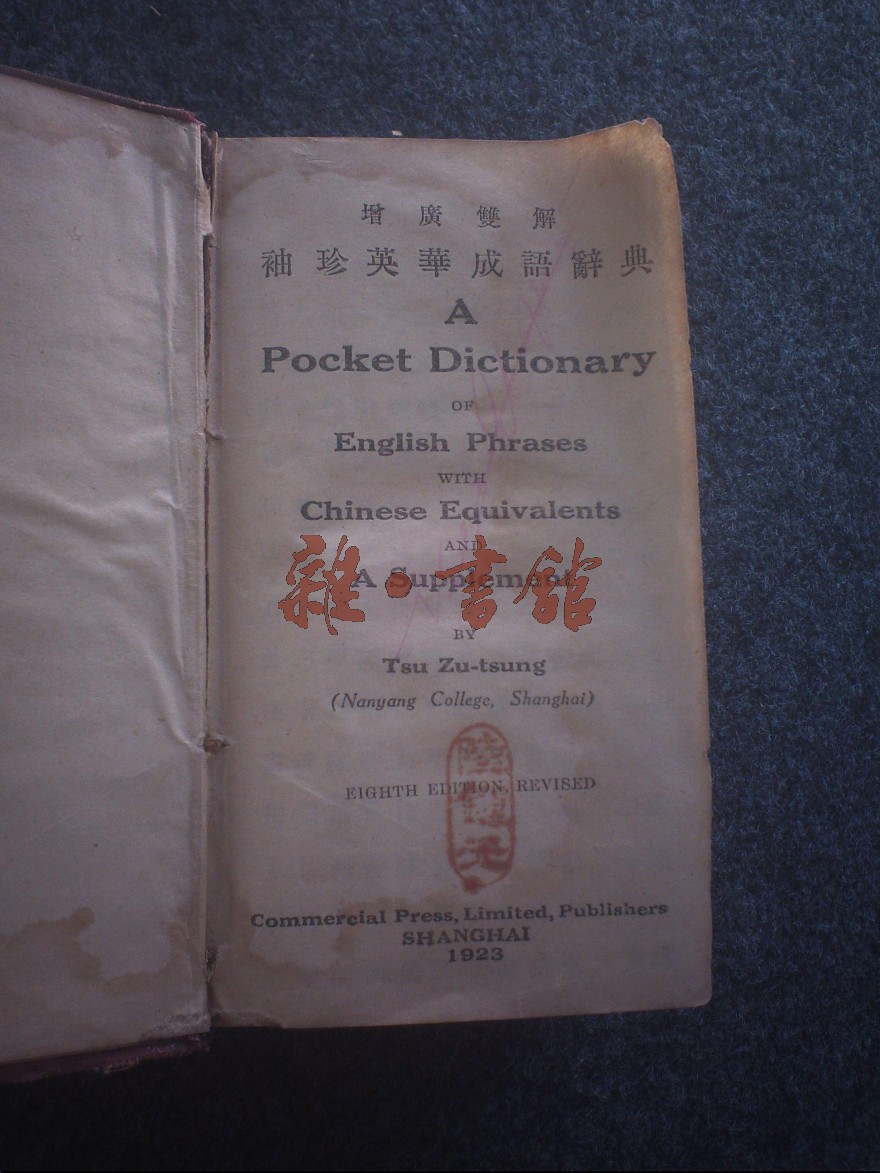 增廣雙解
袖珍英華成語辭典
A
Pocket Dictionary
OF
English Phrases
WITH
Chinese Equivalents
AND
A Supplement
雜·書館
BY
Tsu Zu-tsung
(Nanyang College, Shanghai)
EIGHTH EDITION, REVISED
Commercial Press, Limited, Publishers
SHANGHAI
1923